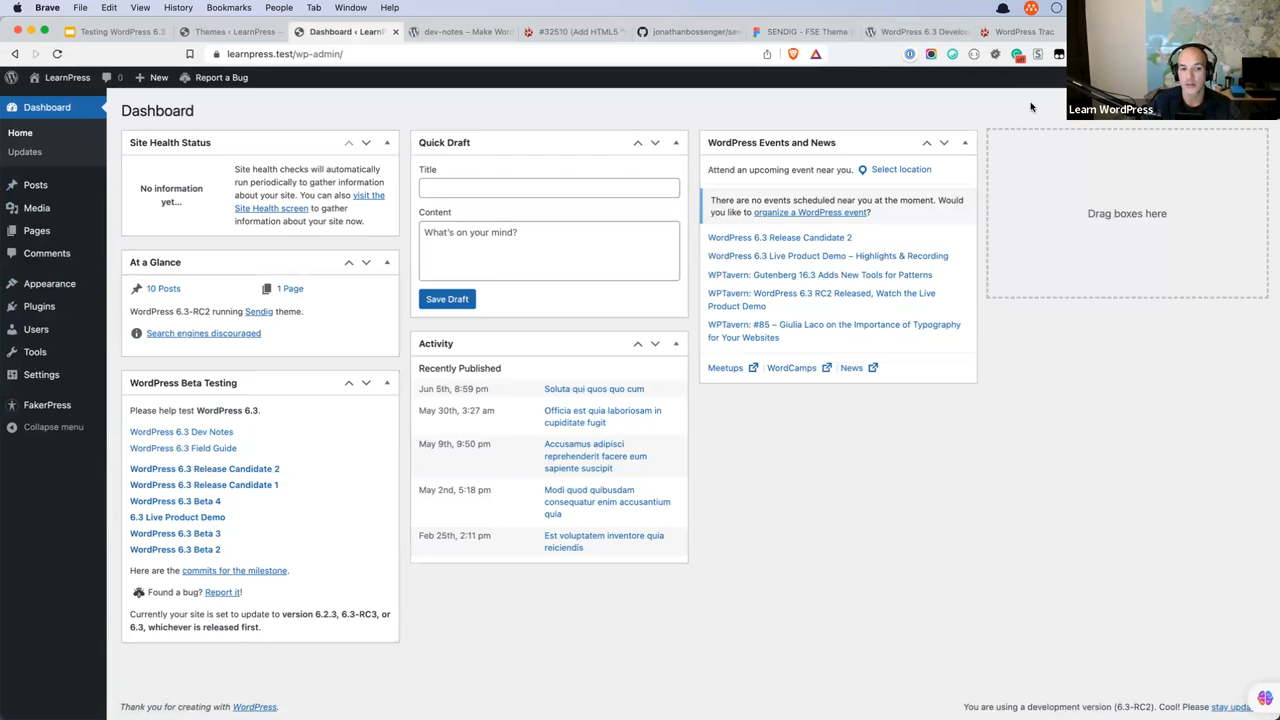 Brave File Edit View History Bookmarks People Tab Window Help
Testing WordPress 6.3
Themes ‹ LearnPress —
Dashboard ‹ LearnP
dev-notes – Make Wor
#32510 (Add HTML5
jonathanbossenger/sen
SENDIG - FSE Theme
WordPress 6.3 Develop
WordPress Trac
learnpress.test/wp-admin/
LearnPress 0 New Report a Bug
Learn WordPress
Dashboard
Home
Updates
Posts
Media
Pages
Comments
Appearance
Plugins
Users
Tools
Settings
FakerPress
Collapse menu
Dashboard
Site Health Status
No information
yet...
Site health checks will automatically
run periodically to gather information
about your site. You can also visit the
Site Health screen to gather
information about your site now.
At a Glance
10 Posts
1 Page
WordPress 6.3-RC2 running Sendig theme.
Search engines discouraged
WordPress Beta Testing
Please help test WordPress 6.3.
WordPress 6.3 Dev Notes
WordPress 6.3 Field Guide
WordPress 6.3 Release Candidate 2
WordPress 6.3 Release Candidate 1
WordPress 6.3 Beta 4
6.3 Live Product Demo
WordPress 6.3 Beta 3
WordPress 6.3 Beta 2
Here are the commits for the milestone.
Found a bug? Report it!
Currently your site is set to update to version 6.2.3, 6.3-RC3, or
6.3, whichever is released first.
Quick Draft
Title
Content
What's on your mind?
Save Draft
Activity
Recently Published
Jun 5th, 8:59 pm Soluta qui quos quo cum
May 30th, 3:27 am Officia est quia laboriosam in
cupiditate fugit
May 9th, 9:50 pm Accusamus adipisci
reprehenderit facere eum
sapiente suscipit
May 2nd, 5:18 pm Modi quod quibusdam
consequatur enim accusantium
quia
Feb 25th, 2:11 pm Est voluptatem inventore quia
reiciendis
WordPress Events and News
Attend an upcoming event near you. Select location
There are no events scheduled near you at the moment. Would
you like to organize a WordPress event?
WordPress 6.3 Release Candidate 2
WordPress 6.3 Live Product Demo – Highlights & Recording
WPTavern: Gutenberg 16.3 Adds New Tools for Patterns
WPTavern: WordPress 6.3 RC2 Released, Watch the Live
Product Demo
WPTavern: #85 – Giulia Laco on the Importance of Typography
for Your Websites
Meetups | WordCamps | News
Drag boxes here
Thank you for creating with WordPress.
You are using a development version (6.3-RC2). Cool! Please stay upda